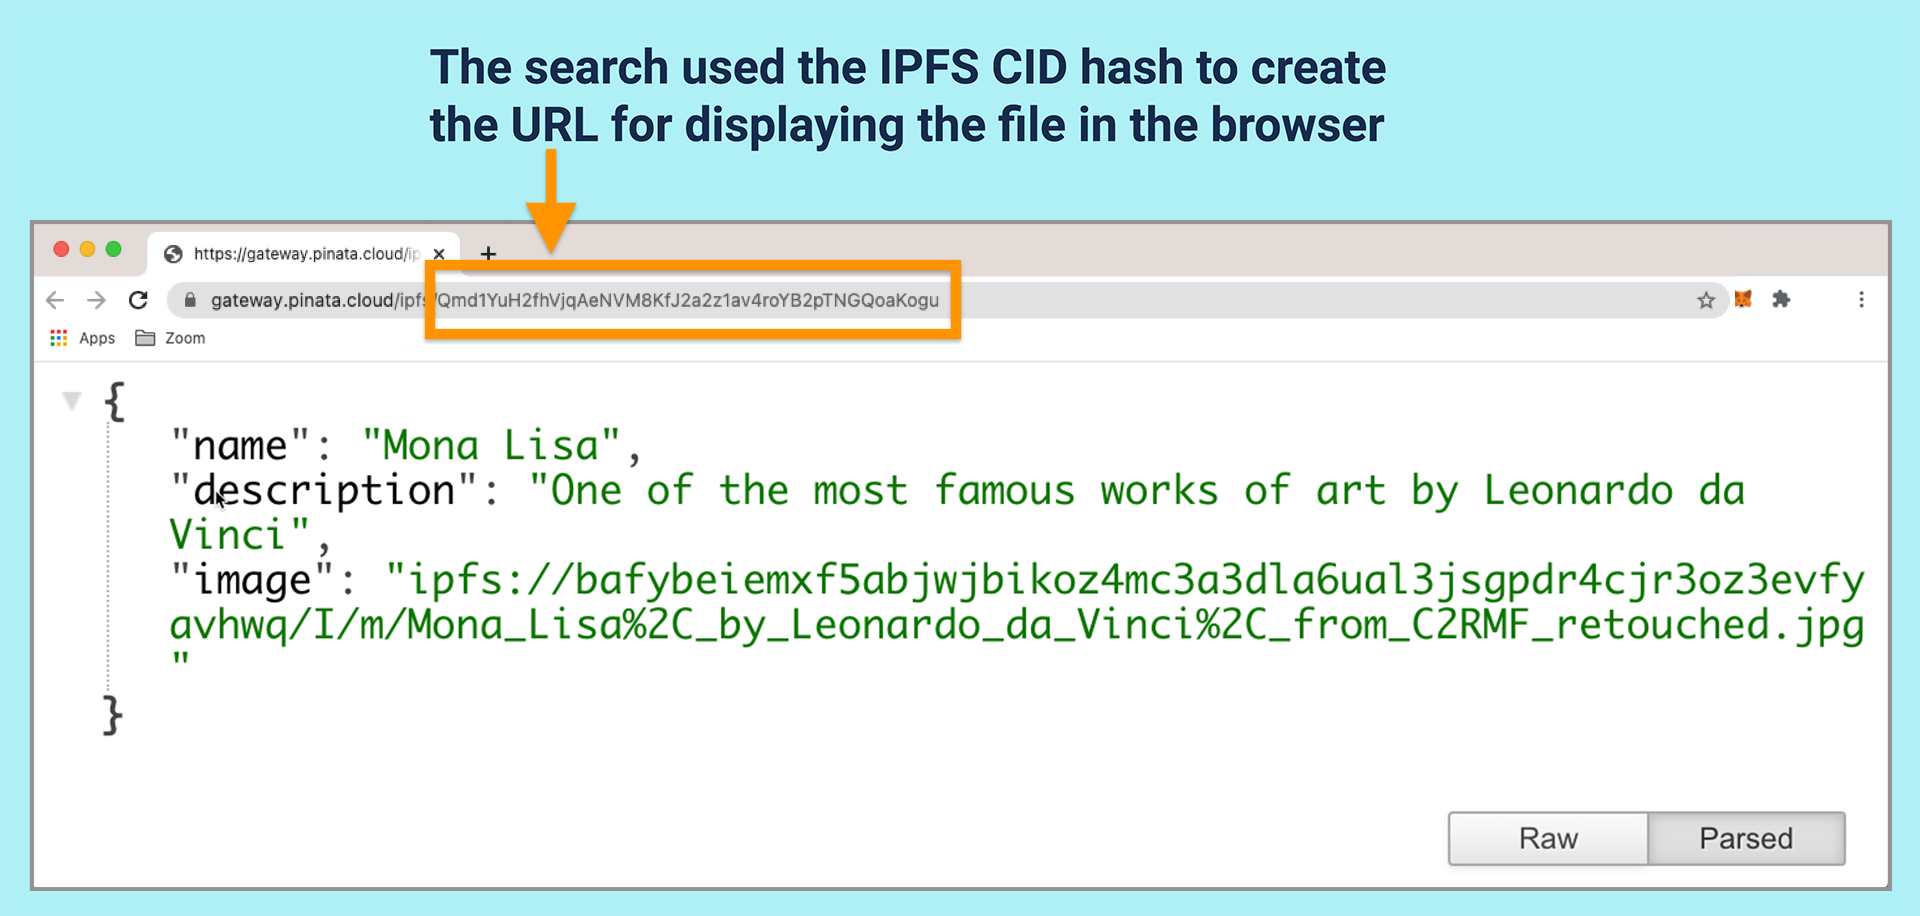 The search used the IPFS CID hash to create
the URL for displaying the file in the browser
https://gateway.pinata.cloud/ip
gateway.pinata.cloud/ipfs/Qmd1YuH2fhVjqAeNVM8KfJ2a2z1av4roYB2pTNGQoaKogu
Apps Zoom
{
"name": "Mona Lisa",
"description": "One of the most famous works of art by Leonardo da
Vinci",
"image": "ipfs://bafybeiemxf5abjwjbikoz4mc3a3dla6ual3jsgpdr4cjr3oz3evfy
avhwq/I/m/Mona_Lisa%2C_by_Leonardo_da_Vinci%2C_from_C2RMF_retouched.jpg
"
}
Raw Parsed